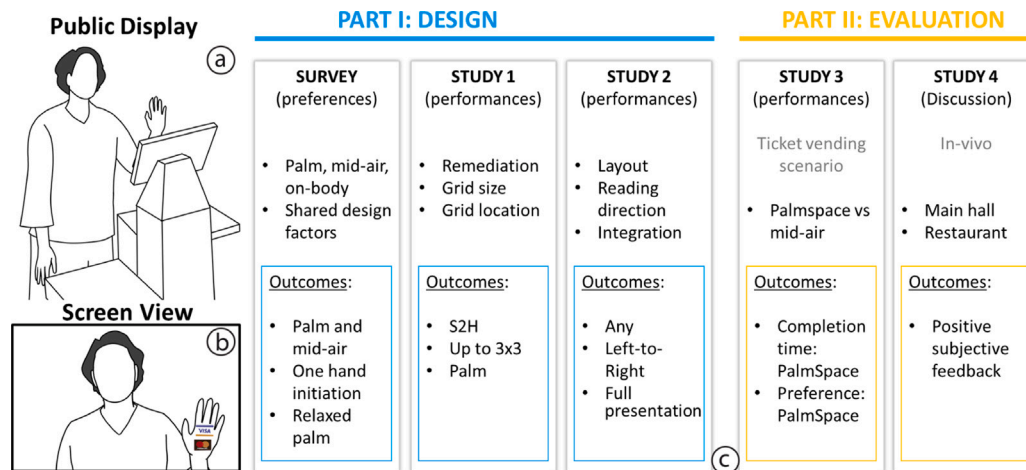 Public Display
a
Screen View
b
VISA
PART I: DESIGN
SURVEY
(preferences)
• Palm, mid-air,
on-body
• Shared design
factors
Outcomes:
• Palm and
mid-air
• One hand
initiation
• Relaxed
palm
STUDY 1
(performances)
• Remediation
• Grid size
• Grid location
Outcomes:
• S2H
• Up to 3x3
• Palm
STUDY 2
(performances)
• Layout
• Reading
direction
• Integration
Outcomes:
• Any
• Left-to-
Right
• Full
presentation
c
PART II: EVALUATION
STUDY 3
(performances)
Ticket vending
scenario
• Palmspace vs
mid-air
Outcomes:
• Completion
time:
PalmSpace
• Preference:
PalmSpace
STUDY 4
(Discussion)
In-vivo
• Main hall
• Restaurant
Outcomes:
• Positive
subjective
feedback